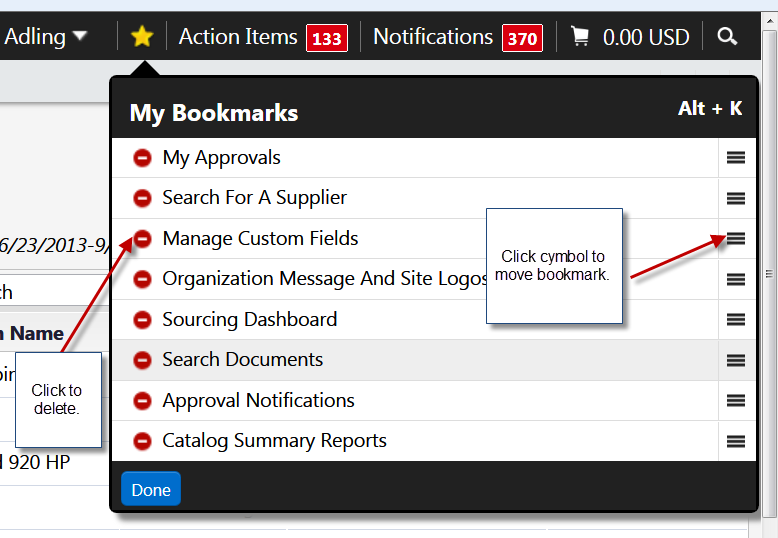 Adling
Action Items 133
Notifications 370
0.00 USD
My Bookmarks
Alt + K
My Approvals
Search For A Supplier
6/23/2013-9/
Manage Custom Fields
Click cymbol to
move bookmark.
Organization Message And Site Logos
ch
Sourcing Dashboard
n Name
Search Documents
Click to
delete.
Approval Notifications
Catalog Summary Reports
920 HP
Done